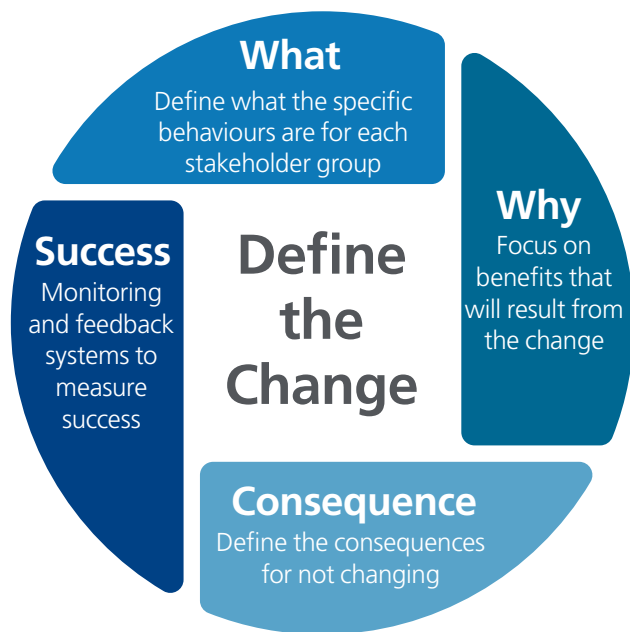 What
Define what the specific
behaviours are for each
stakeholder group
Why
Focus on
benefits that
will result from
the change
Success
Monitoring
and feedback
systems to
measure
success
Define
the
Change
Consequence
Define the consequences
for not changing